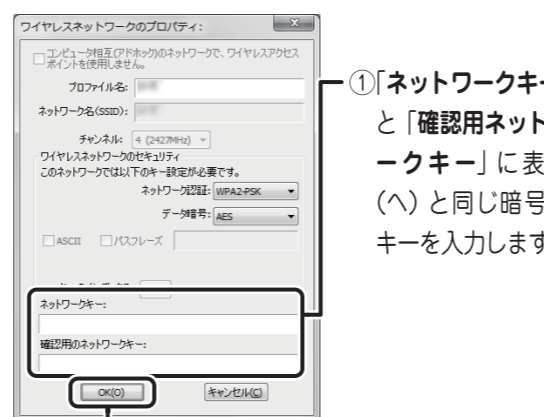 ワイヤレスネットワークのプロパティ:
コンピュータ相互(アドホック)のネットワークで、ワイヤレスアクセス
ポイントを使用しません。
プロファイル名:
ネットワーク名(SSID):
チャンネル: 4 (2427MHz)
ワイヤレスネットワークのセキュリティ
このネットワークでは以下のキー設定が必要です。
ネットワーク認証: WPA2-PSK
データ暗号: AES
ASCII パスフレーズ
ネットワークキー:
確認用のネットワークキー:
OK(O) キャンセル(C)
①「ネットワークキー
と「確認用ネット
ークキー」に表
(へ) と同じ暗号
キーを入力します